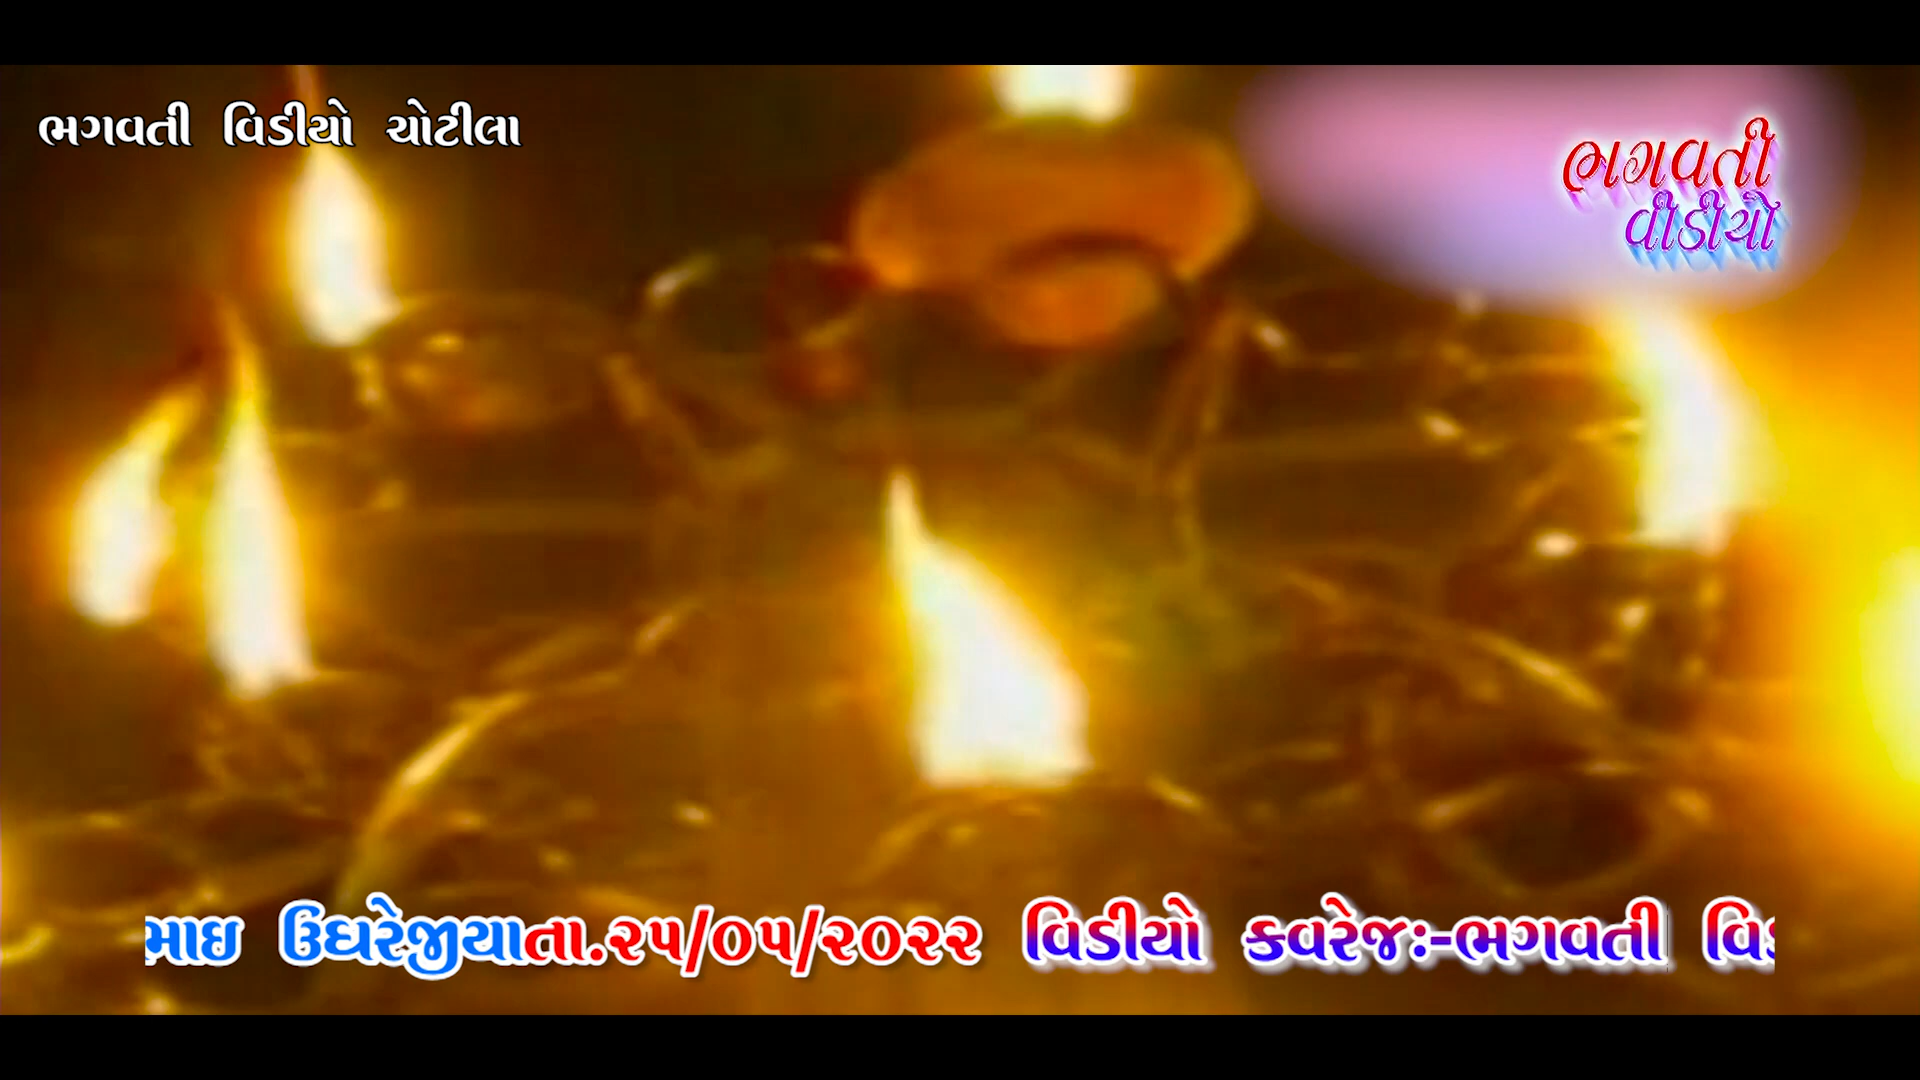 ભગવતી વિડીયો ચોટીલા
ભગવતી
વીડીયો
ઉઘરેજીયાતા.૨૫/૦૫/૨૦૨૨ વિડીયો કવરેજઃ-ભગવતી